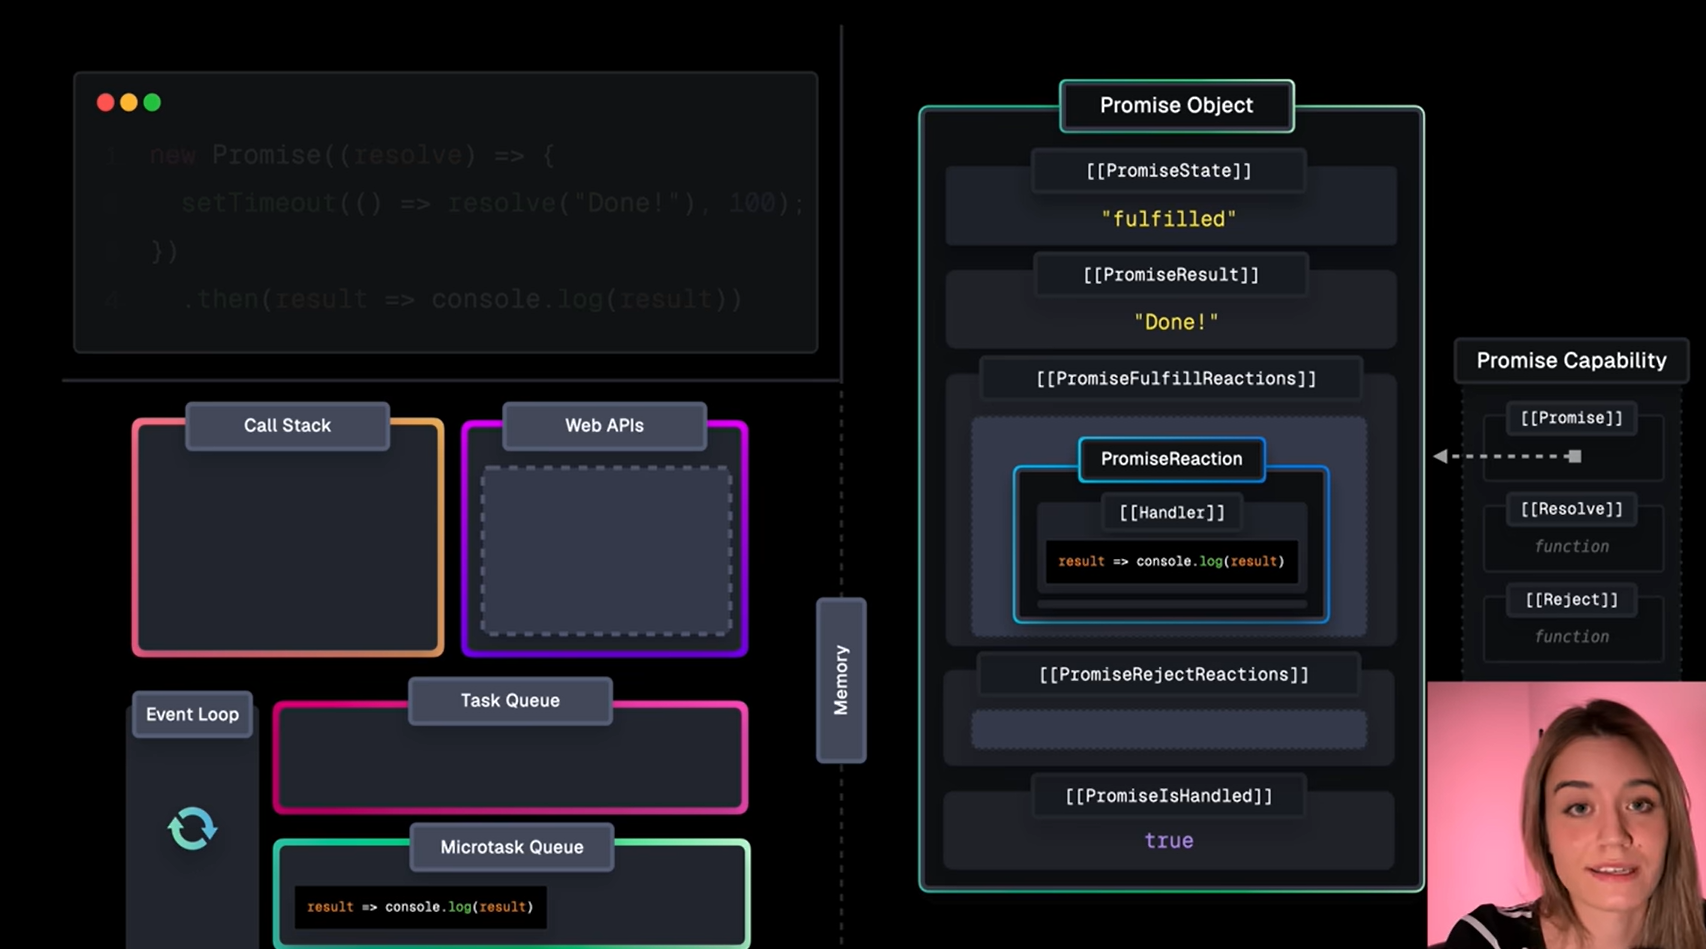 1 new Promise((resolve) => {
setTimeout(() => resolve("Done!"), 100);
})
4 .then(result => console.log(result))
Call Stack
Web APIs
Event Loop
Task Queue
Microtask Queue
result => console.log(result)
Memory
Promise Object
[[PromiseState]]
"fulfilled"
[[PromiseResult]]
"Done!"
[[PromiseFulfillReactions]]
PromiseReaction
[[Handler]]
result => console.log(result)
[[PromiseRejectReactions]]
[[PromiseIsHandled]]
true
Promise Capability
[[Promise]]
[[Resolve]]
function
[[Reject]]
function